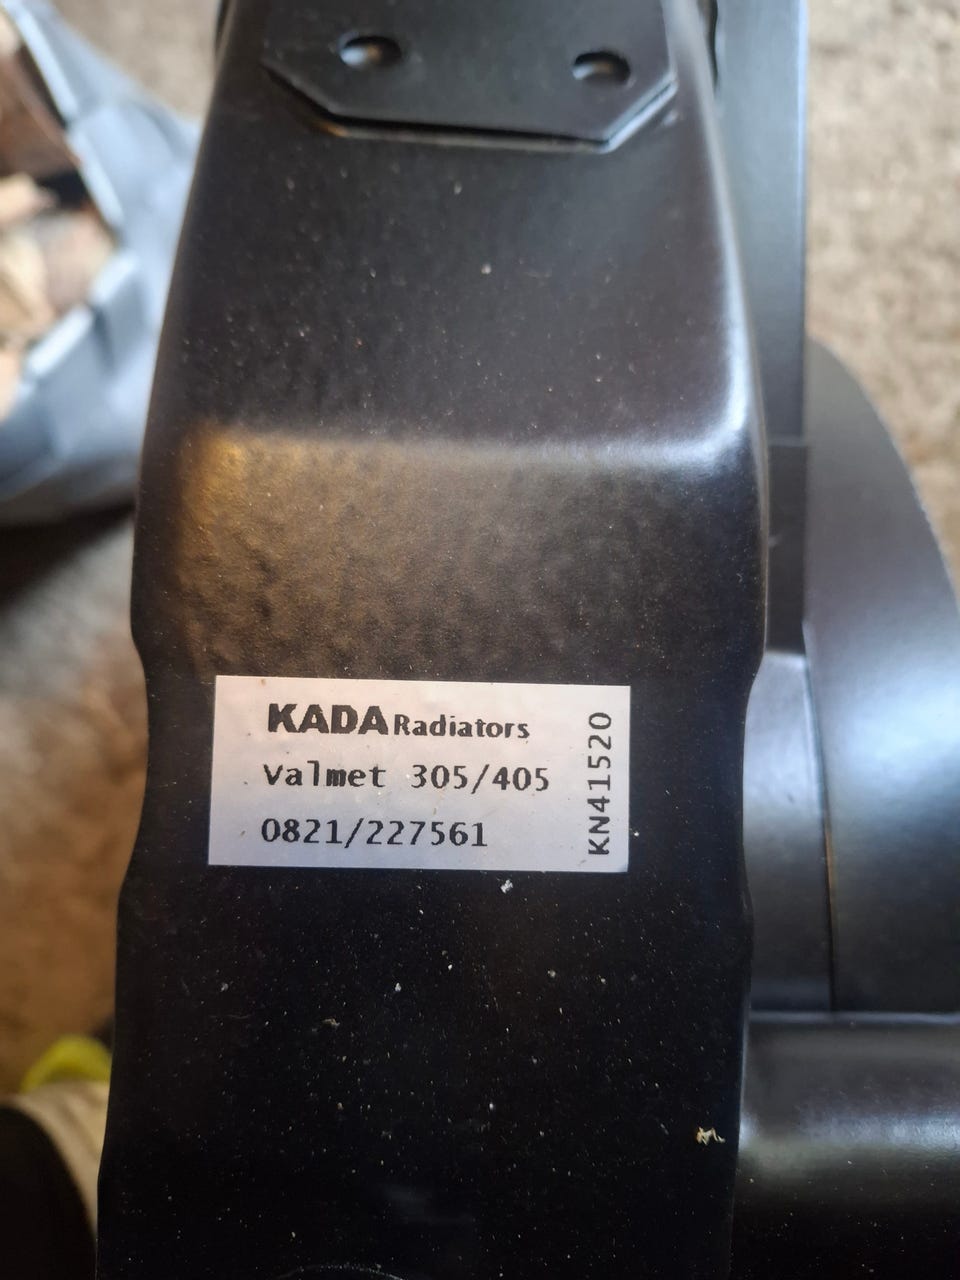 KADA Radiators
Valmet 305/405
0821/227561
KN41520